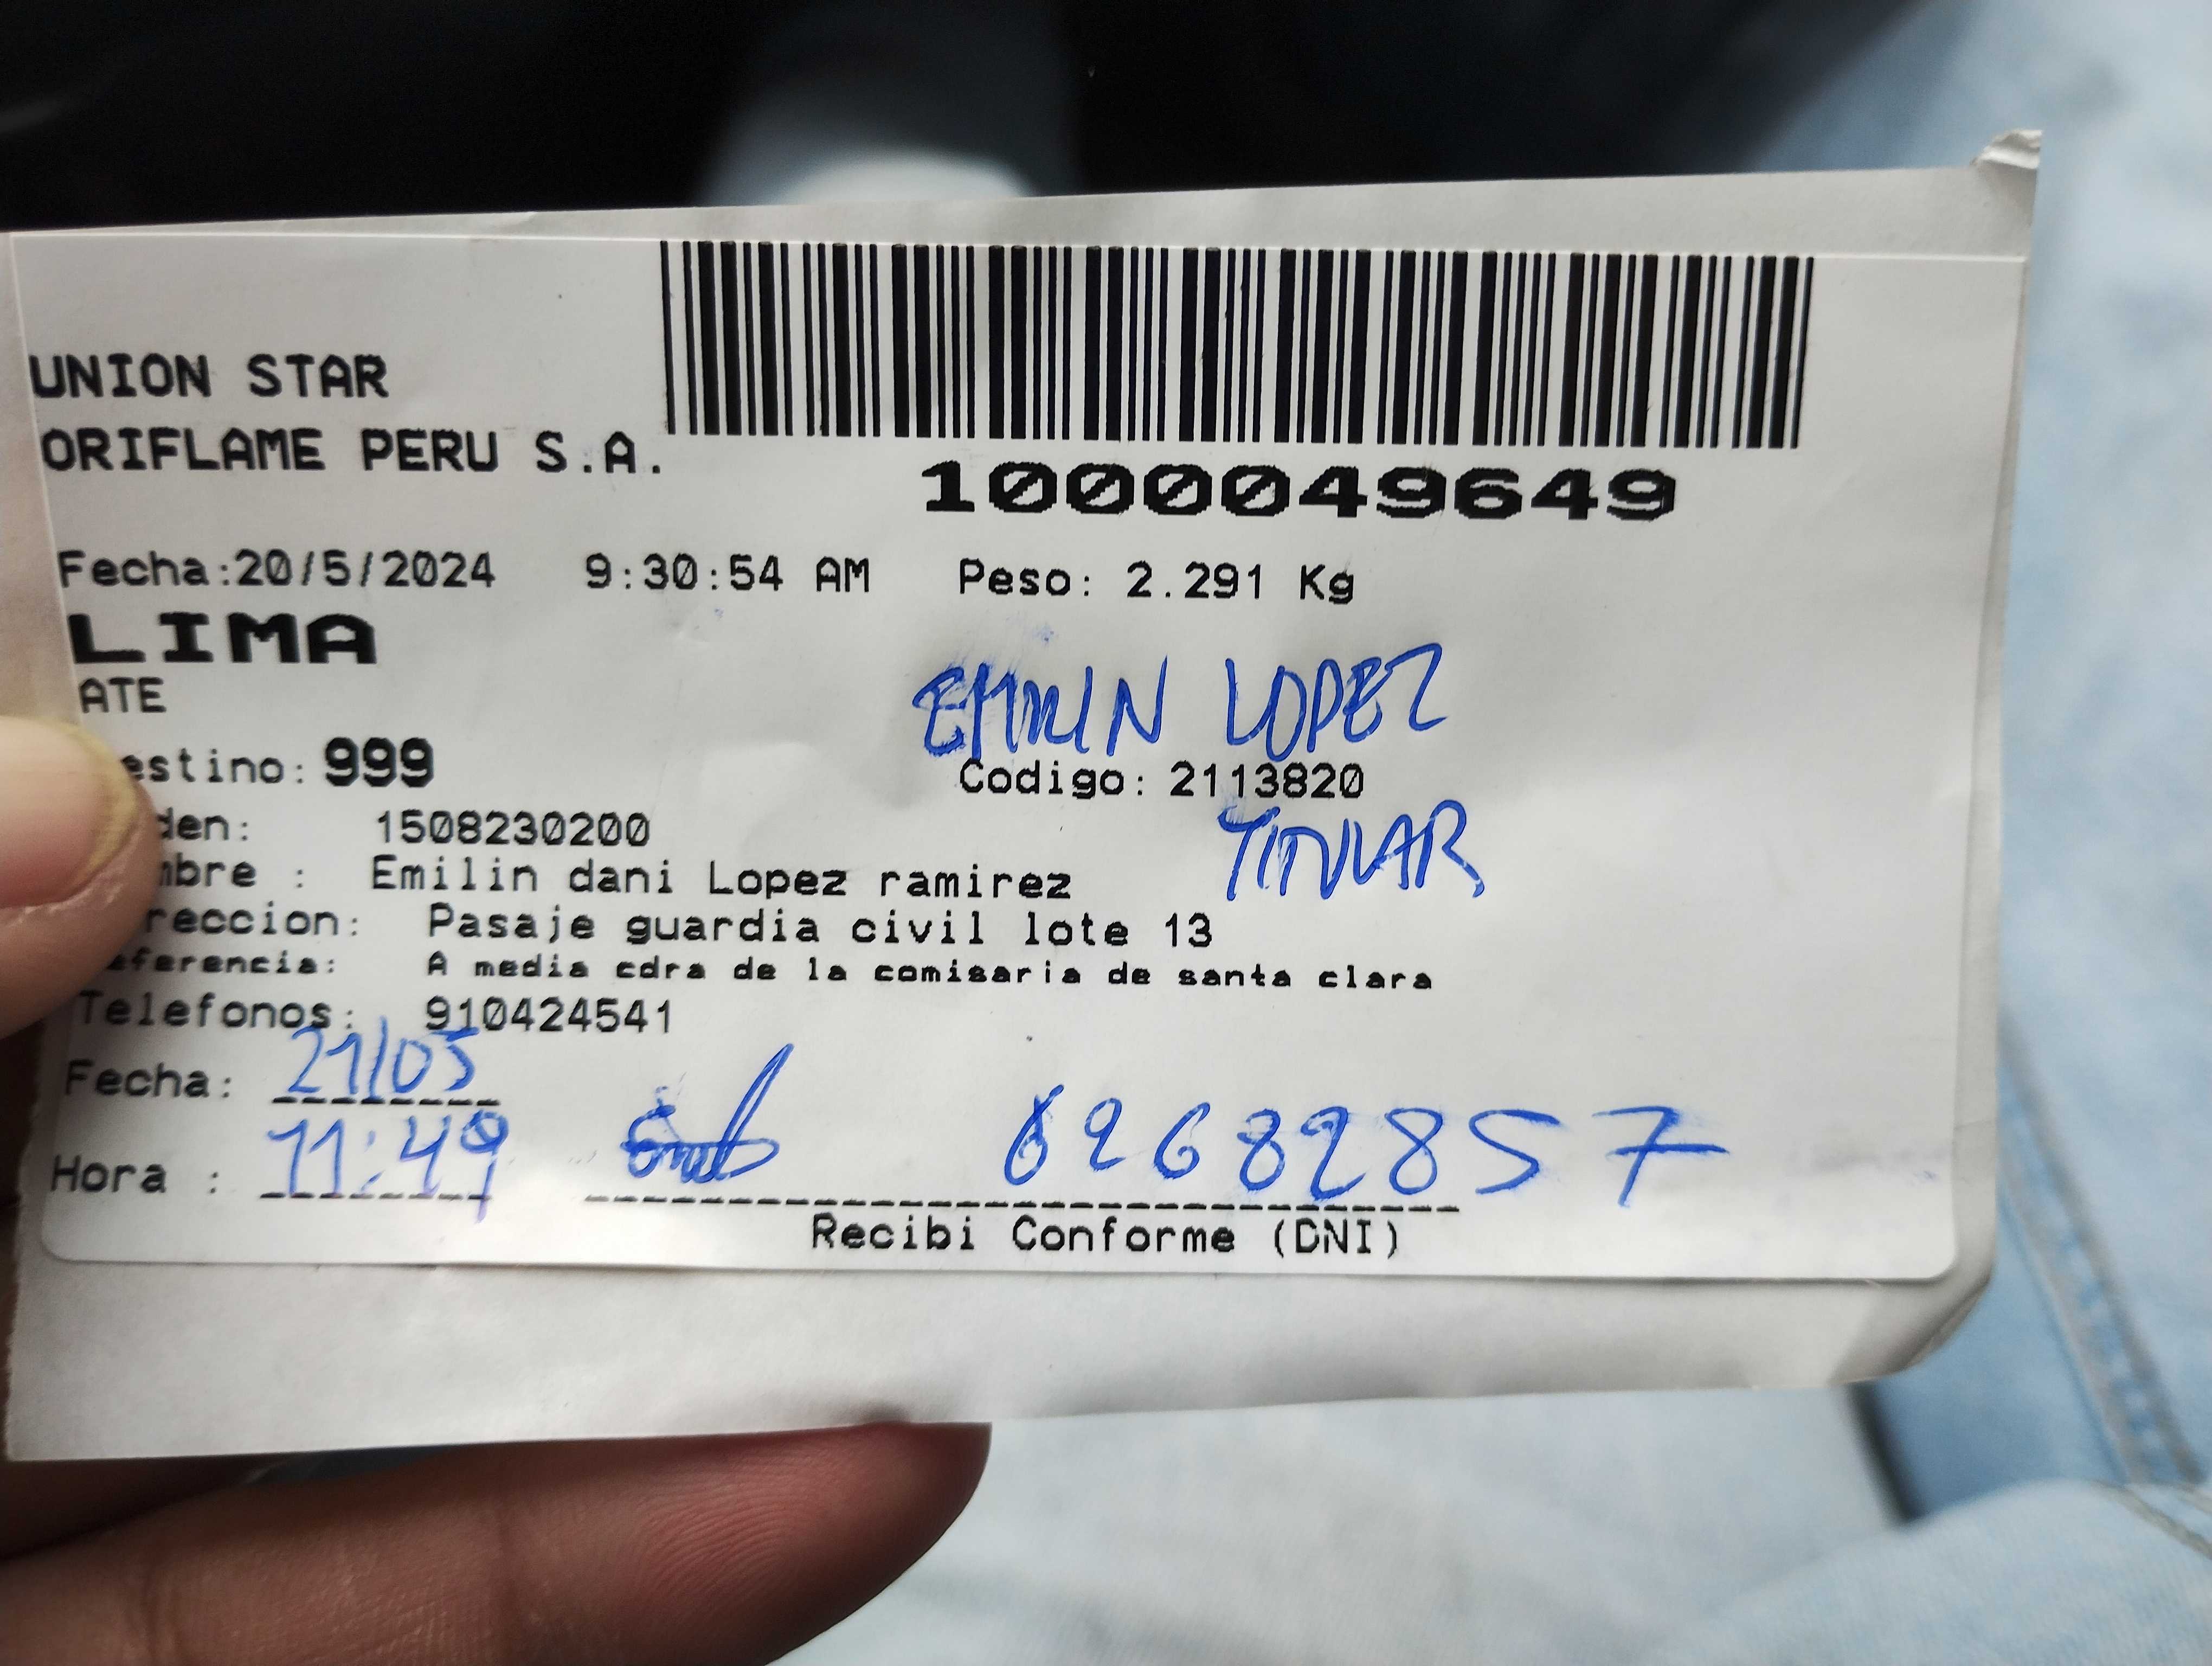 UNION STAR
ORIFLAME PERU S.A.
1000049649
Fecha:20/5/2024 9:30:54 AM Peso: 2.291 Kg
LIMA
ATE
EMILIN LOPEZ
estino: 999
Codigo: 2113820
TITULAR
den: 1508230200
mbre : Emilin dani Lopez ramirez
reccion: Pasaje guardia civil lote 13
eferencia: A media cdra de la comisaria de santa clara
Telefonos: 910424541
Fecha: 21/05
Hora : 11:49
62682857
Recibi Conforme (DNI)